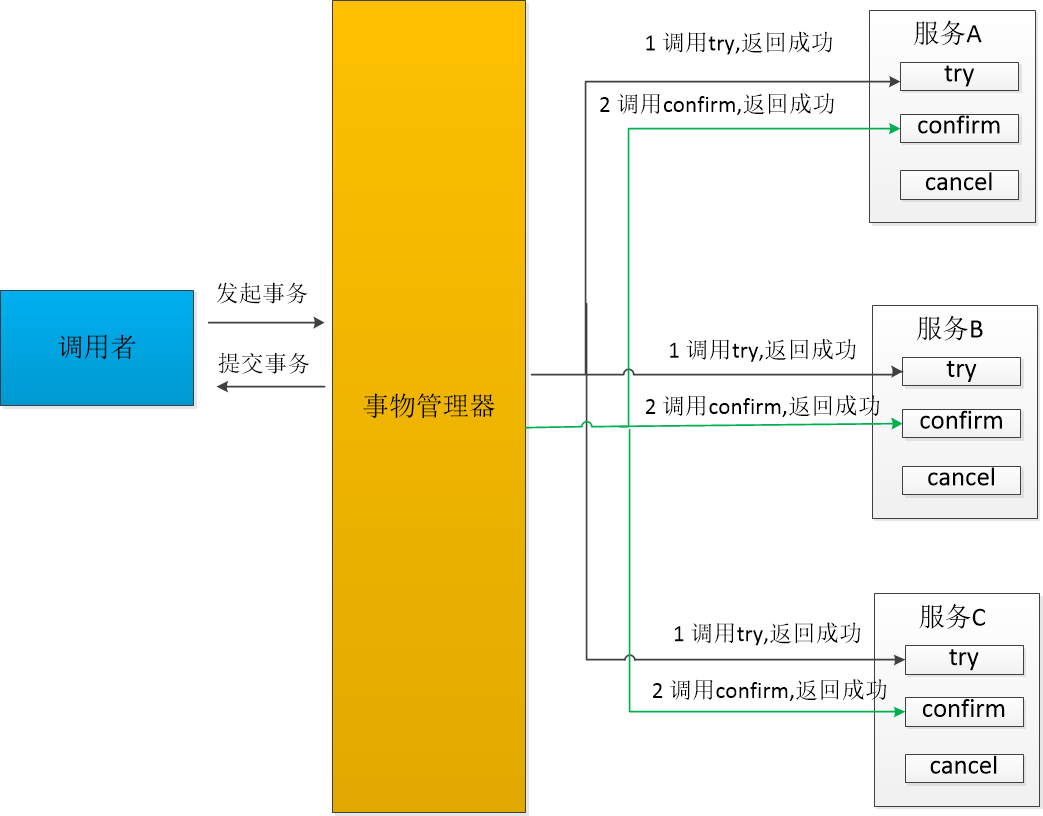 调用者
发起事务
提交事务
事物管理器
1 调用try,返回成功
2 调用confirm,返回成功
服务A
try
confirm
cancel
1 调用try,返回成功
2 调用confirm,返回成功
服务B
try
confirm
cancel
1 调用try,返回成功
2 调用confirm,返回成功
服务C
try
confirm
cancel